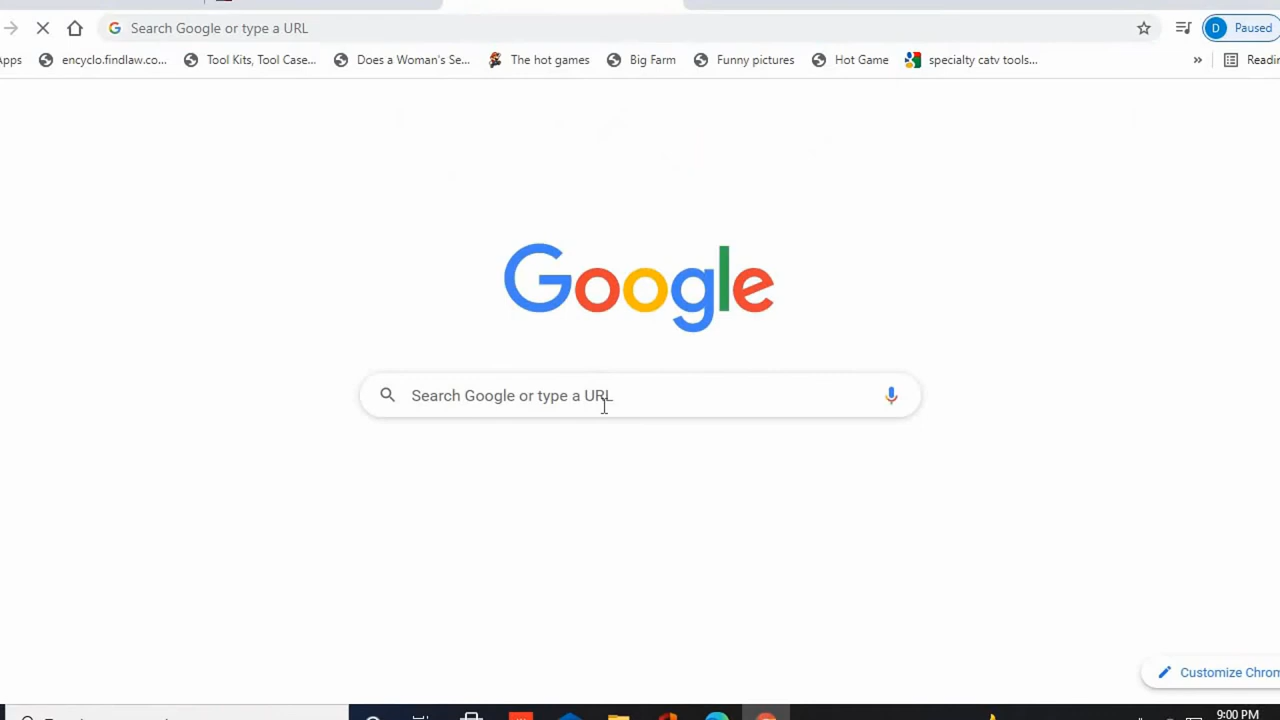 Search Google or type a URL
D Paused
pps encyclo.findlaw.co... Tool Kits, Tool Case... Does a Woman's Se... The hot games Big Farm Funny pictures Hot Game specialty catv tools... » Readin
Google
Search Google or type a URL
Customize Chrom
9:00 PM